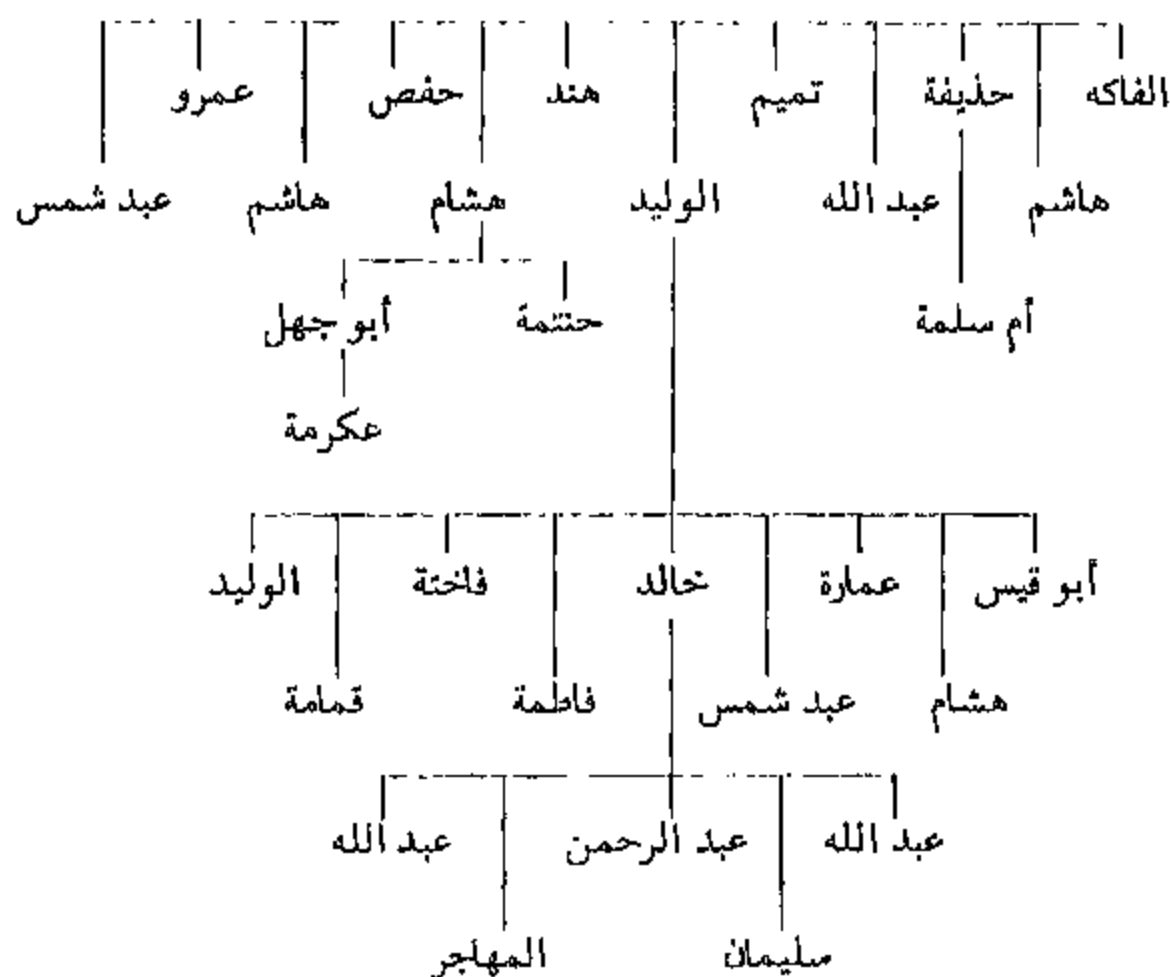 الفاكه حذيفة تميم هند حفص عمرو
هاشم عبد الله الوليد هشام هاشم عبد شمس
أم سلمة حنتمة أبو جهل
عكرمة
أبو قيس عمارة خالد فاختة الوليد
هشام عبد شمس فاطمة قمامة
عبد الله عبد الرحمن عبد الله
سليمان المهاجر